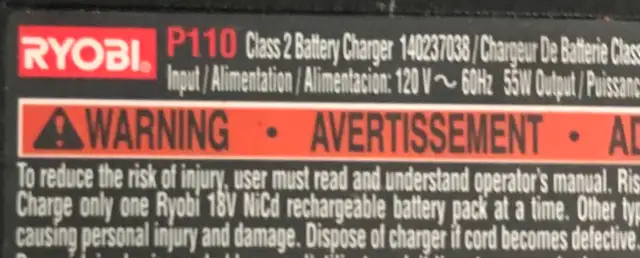 RYOBI. P110 Class 2 Battery Charger 140237038 / Chargeur De Batterie Class
Input / Alimentation / Alimentacion: 120 V ~ 60Hz 55W Output / Puissanc
WARNING • AVERTISSEMENT •
To reduce the risk of injury, user must read and understand operator's manual.
Charge only one Ryobi 18V NiCd rechargeable battery pack at a time. Other
causing personal injury and damage. Dispose of charger if cord becomes defective,